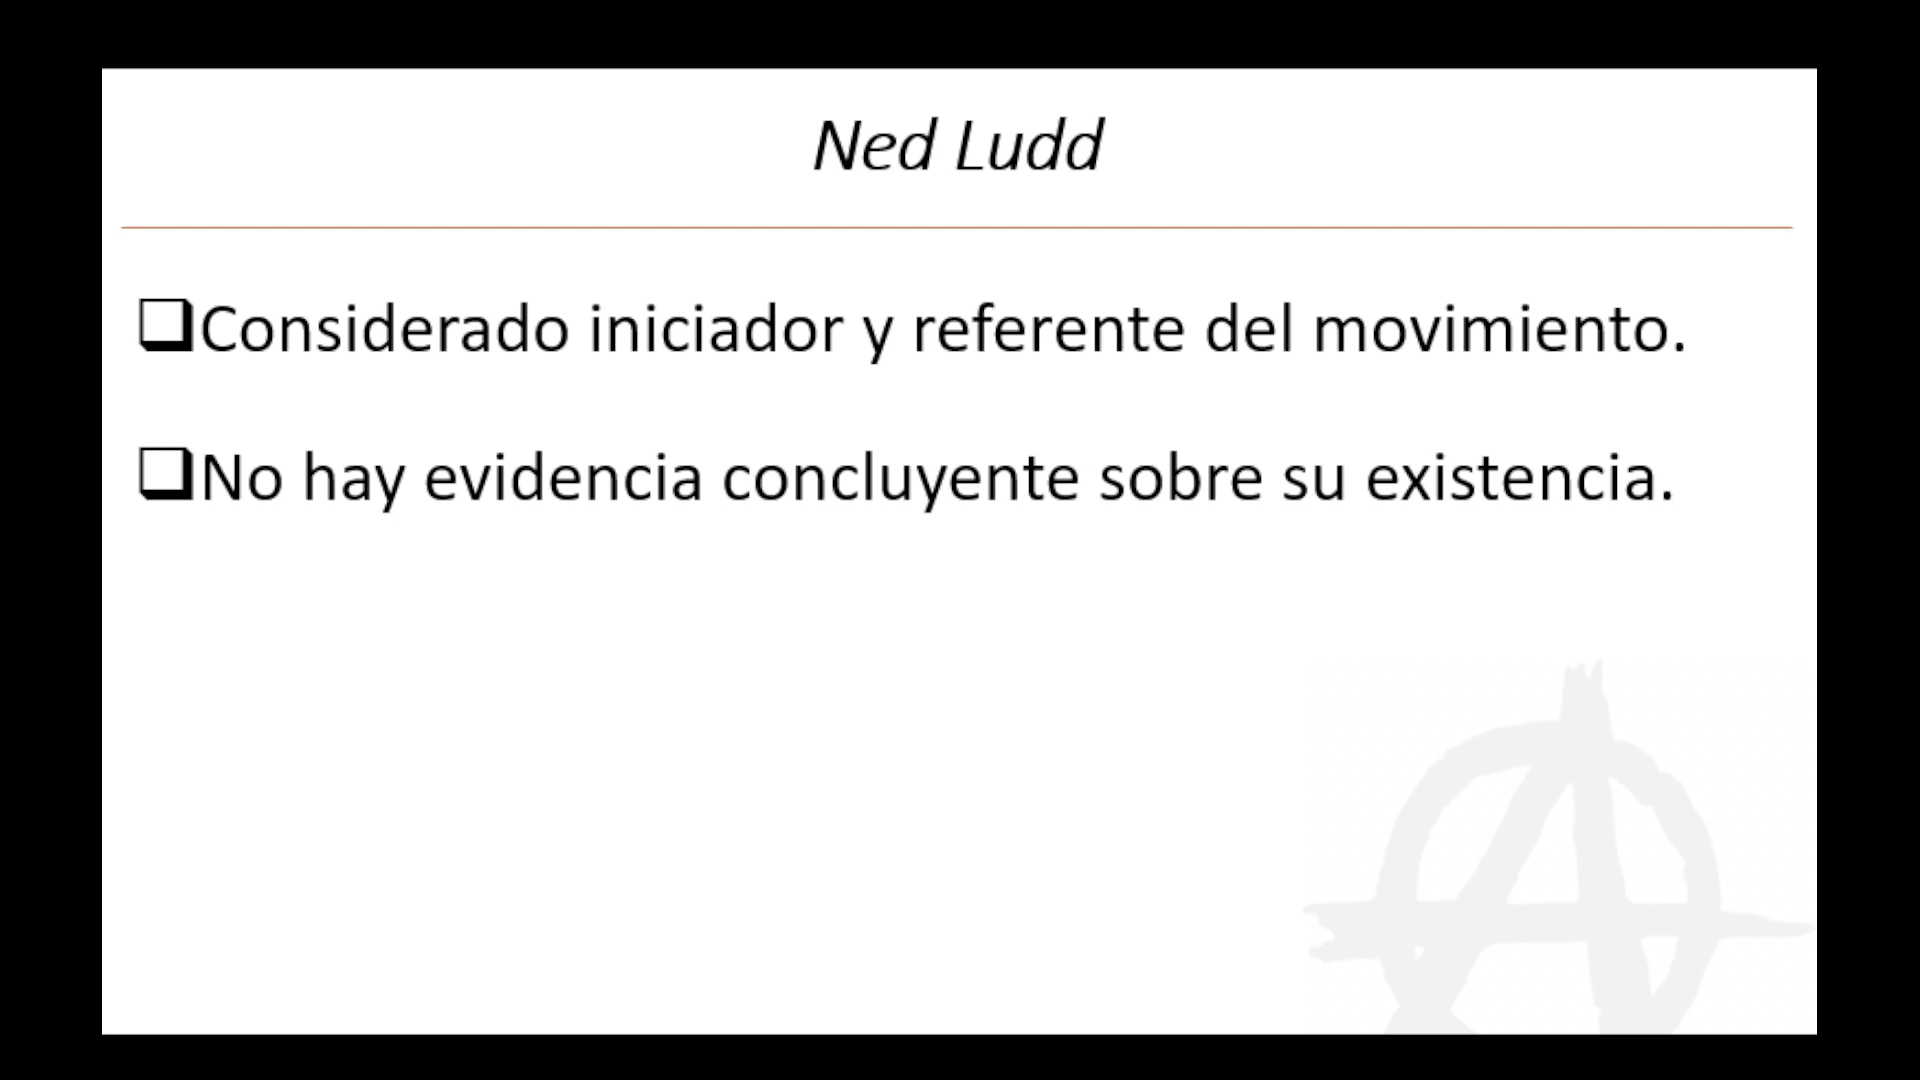 Ned Ludd
❑Considerado iniciador y referente del movimiento.
❑No hay evidencia concluyente sobre su existencia.